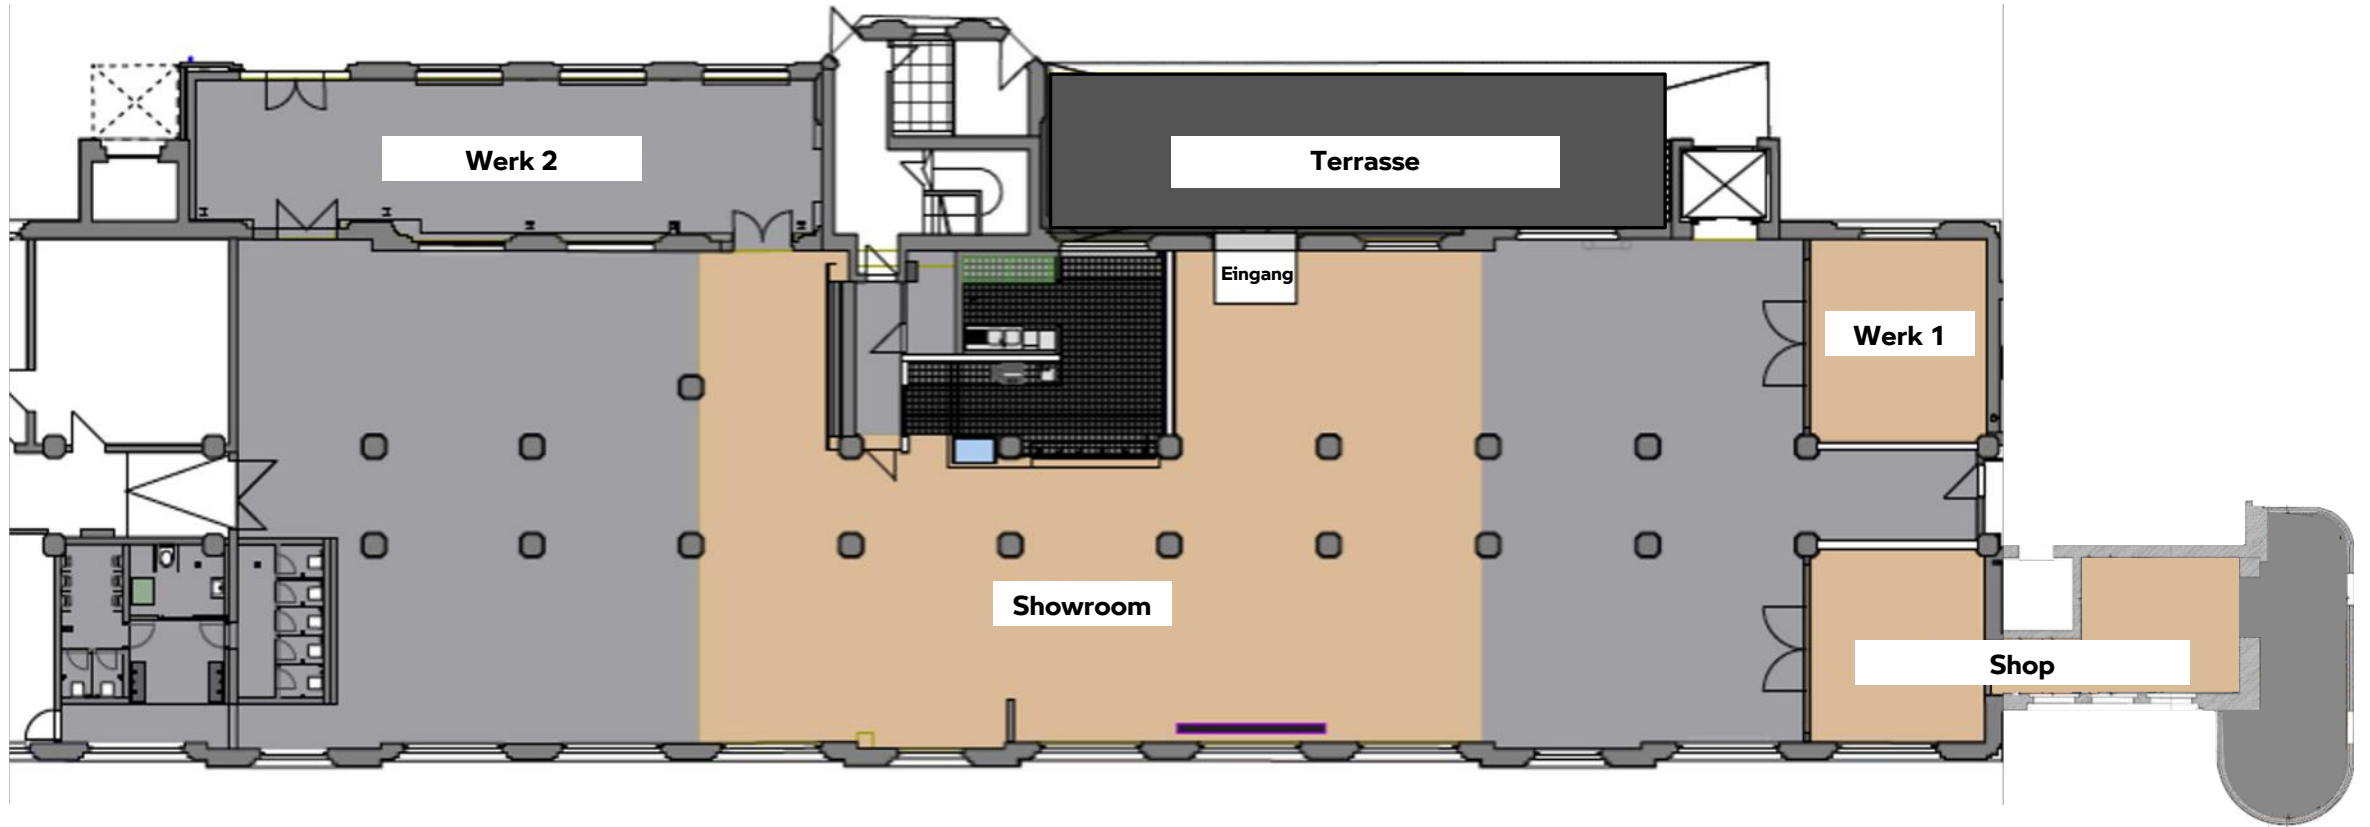 Werk 2
Terrasse
Eingang
Werk 1
Showroom
Shop